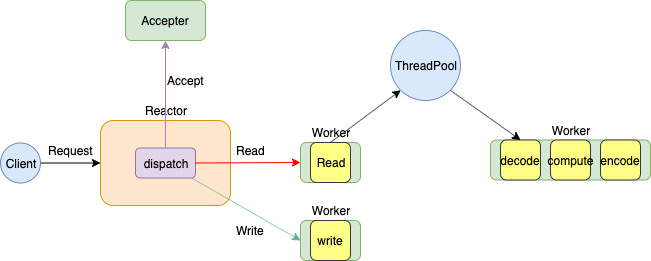 Accepter
Accept
Reactor
Client
Request
dispatch
Read
Write
Worker
Read
Worker
write
ThreadPool
Worker
decode
compute
encode